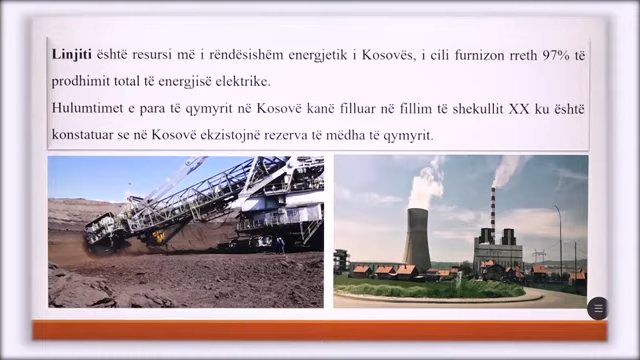 Linjiti është resursi më i rëndësishëm energjetik i Kosovës, i cili furnizon rreth 97% të
prodhimit total të energjisë elektrike.
Hulumtimet e para të qymyrit në Kosovë kanë filluar në fillim të shekullit XX ku është
konstatuar se në Kosovë ekzistojnë rezerva të mëdha të qymyrit.